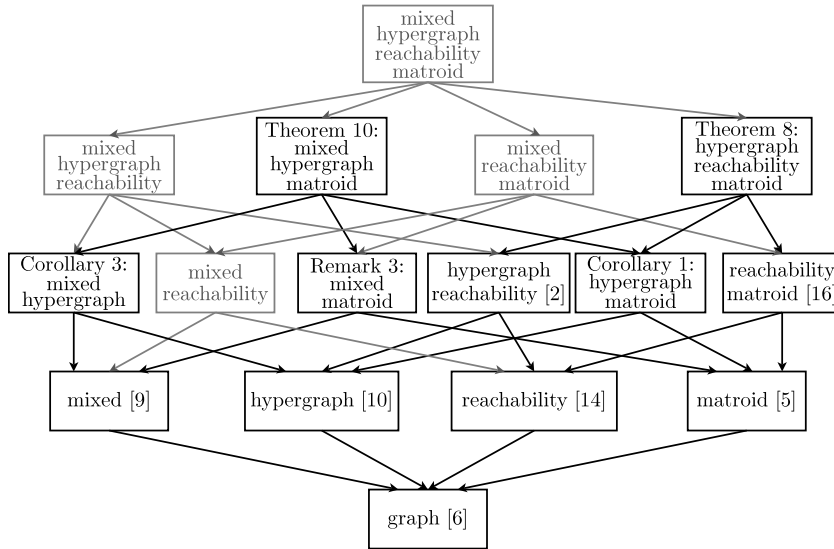 mixed
hypergraph
reachability
matroid
mixed
hypergraph
reachability
Theorem 10:
mixed
hypergraph
matroid
mixed
reachability
matroid
Theorem 8:
hypergraph
reachability
matroid
Corollary 3:
mixed
hypergraph
mixed
reachability
Remark 3:
mixed
matroid
hypergraph
reachability [2]
Corollary 1:
hypergraph
matroid
reachability
matroid [16]
mixed [9]
hypergraph [10]
reachability [14]
matroid [5]
graph [6]